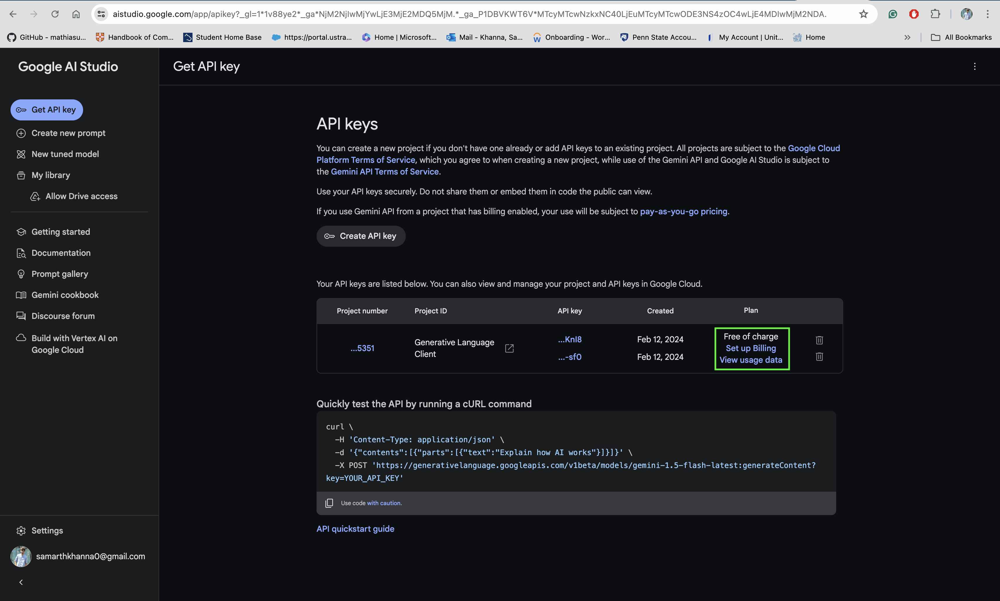 aistudio.google.com/app/apikey?_gl=1*1v88ye2*_ga*NjM2NjIwMjYwLjE3MjE2MDQ5MjM.*_ga_P1DBVKWT6V*MTcyMTcwNzkxNC40LjEuMTcyMTcwODE3NS4zOC4wLjE4MDIwMjM2NDA.
GitHub - mathiasu...
Handbook of Com...
Student Home Base
https://portal.ustra...
Home | Microsoft...
Mail - Khanna, Sa...
Onboarding - Wor...
Penn State Accou...
My Account | Unit...
Home
All Bookmarks
Google AI Studio
Get API key
Create new prompt
New tuned model
My library
Allow Drive access
Getting started
Documentation
Prompt gallery
Gemini cookbook
Discourse forum
Build with Vertex AI on
Google Cloud
Settings
samarthkhanna0@gmail.com
Get API key
API keys
You can create a new project if you don't have one already or add API keys to an existing project. All projects are subject to the Google Cloud
Platform Terms of Service, which you agree to when creating a new project, while use of the Gemini API and Google AI Studio is subject to
the Gemini API Terms of Service.
Use your API keys securely. Do not share them or embed them in code the public can view.
If you use Gemini API from a project that has billing enabled, your use will be subject to pay-as-you-go pricing.
Create API key
Your API keys are listed below. You can also view and manage your project and API keys in Google Cloud.
Project number Project ID API key Created Plan
...5351
Generative Language
Client
...KnI8 Feb 12, 2024
...-sf0 Feb 12, 2024
Free of charge
Set up Billing
View usage data
Quickly test the API by running a cURL command
curl \
-H 'Content-Type: application/json' \
-d '{"contents":[{"parts":[{"text":"Explain how AI works"}]}]}' \
-X POST 'https://generativelanguage.googleapis.com/v1beta/models/gemini-1.5-flash-latest:generateContent?
key=YOUR_API_KEY'
Use code with caution.
API quickstart guide